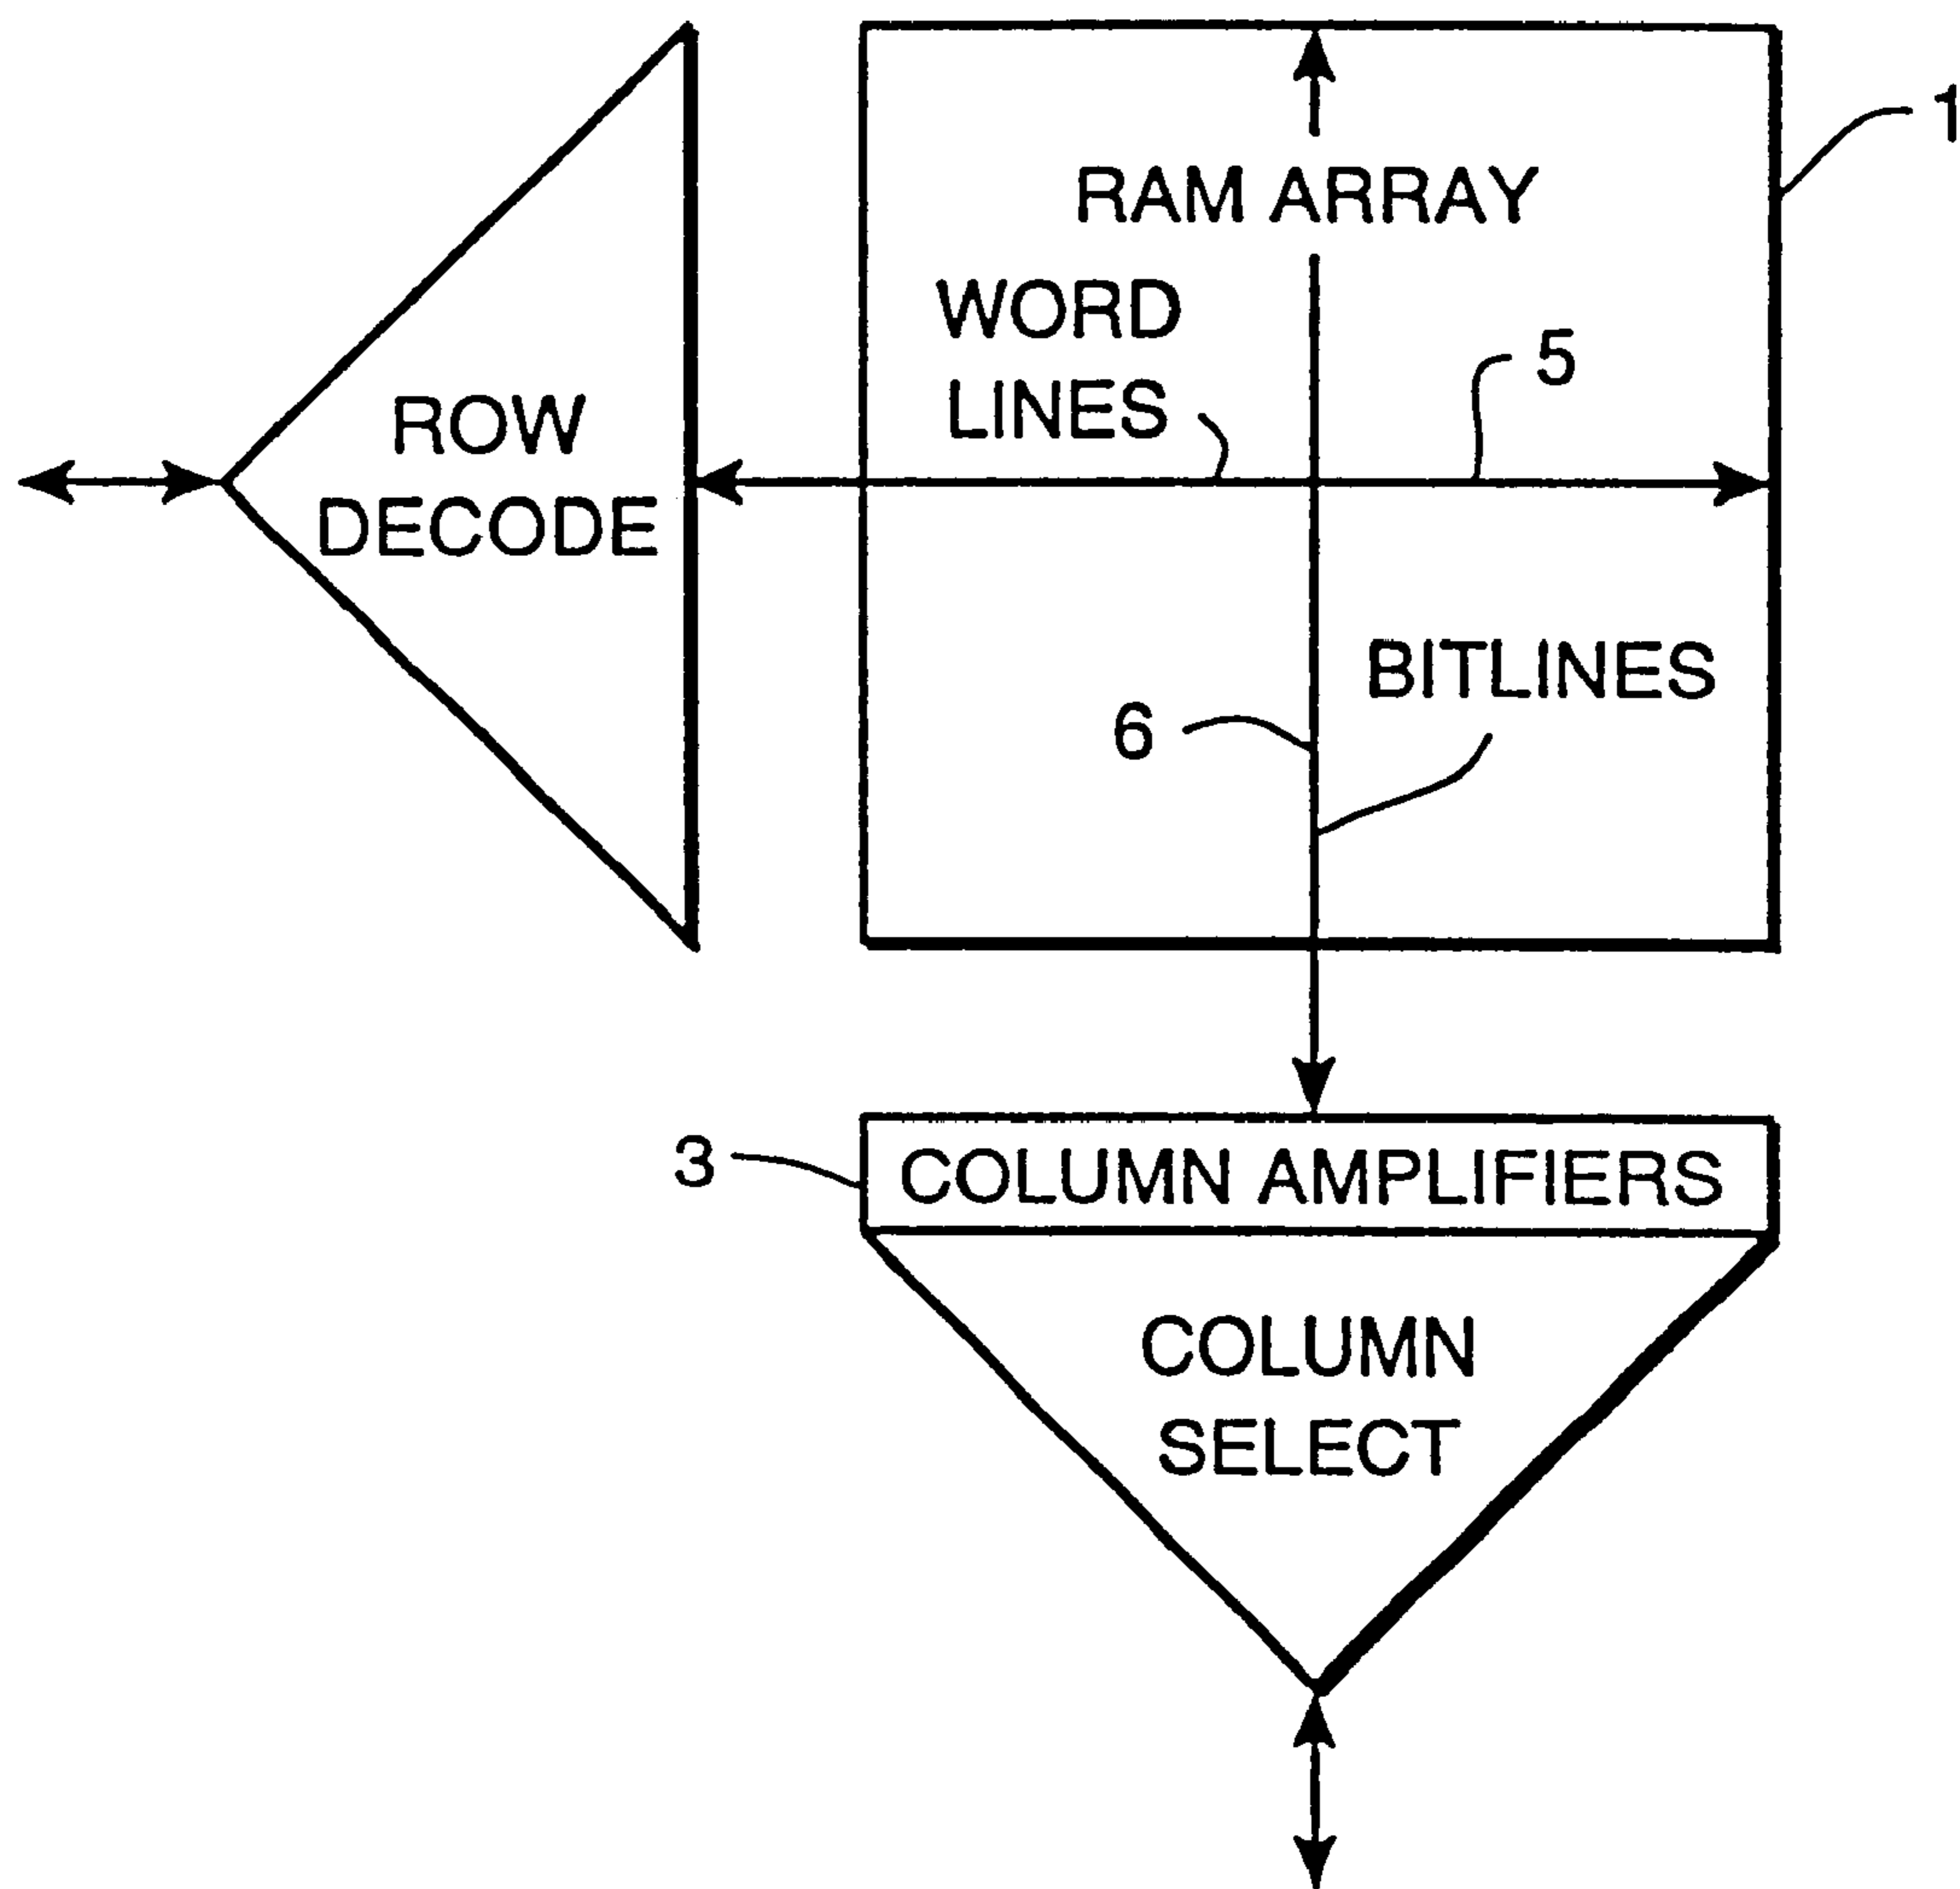 1
RAM ARRAY
WORD
LINES
5
ROW
DECODE
BITLINES
6
3
COLUMN AMPLIFIERS
COLUMN
SELECT